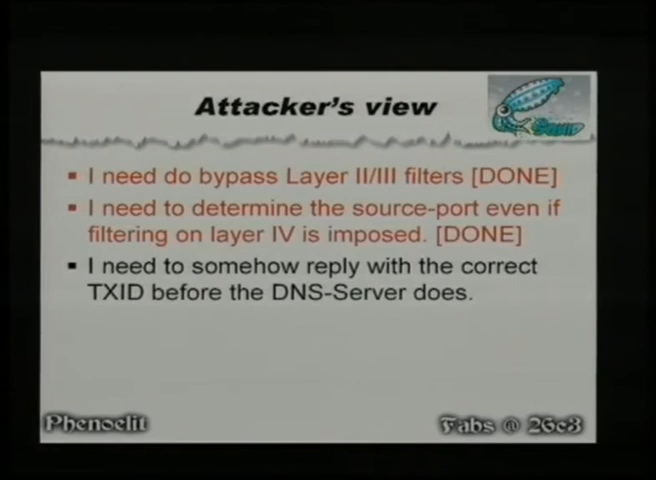 Attacker's view
Squid
▪ I need do bypass Layer II/III filters [DONE]
▪ I need to determine the source-port even if
filtering on layer IV is imposed. [DONE]
▪ I need to somehow reply with the correct
TXID before the DNS-Server does.
Phenoelit
Fabs @ 26c3